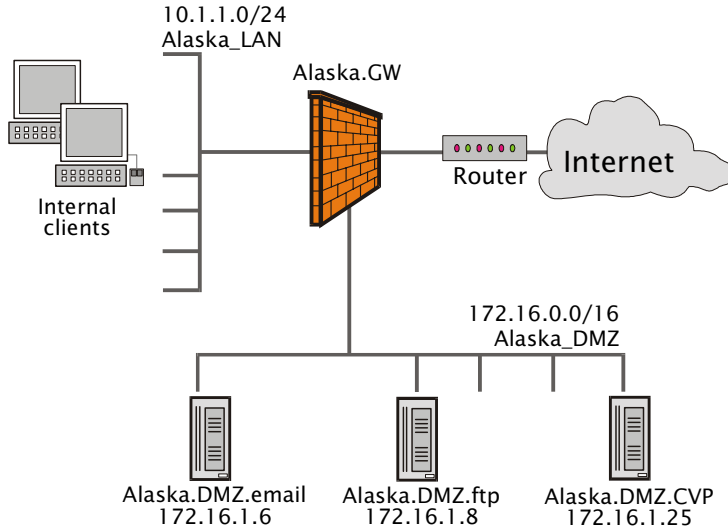 10.1.1.0/24
Alaska_LAN
Alaska.GW
Internal
clients
Router
Internet
172.16.0.0/16
Alaska_DMZ
Alaska.DMZ.email
172.16.1.6
Alaska.DMZ.ftp
172.16.1.8
Alaska.DMZ.CVP
172.16.1.25